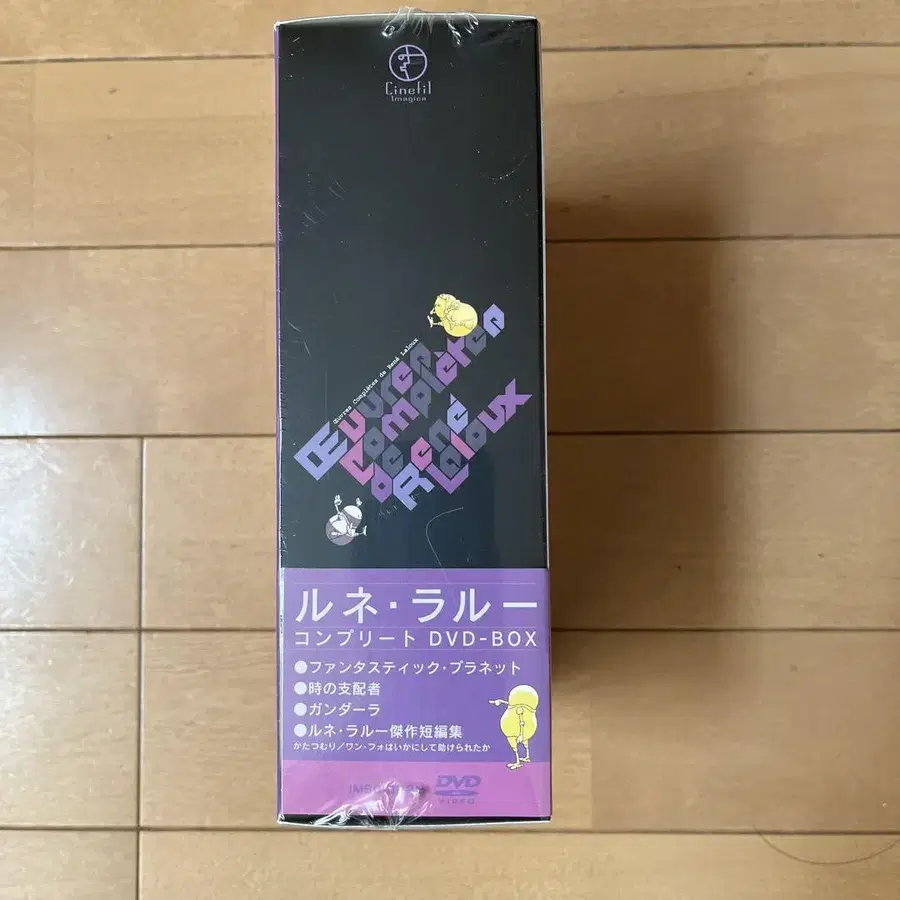 Cinefil
Imagica
Œuvres Complètes de René Laloux
Œuvres
Complètes
de
René
Laloux
ルネ・ラルー
コンプリート DVD-BOX
●ファンタスティック・プラネット
●時の支配者
●ガンダーラ
●ルネ・ラルー傑作短編集
かたつむり/ワン・フォはいかにして助けられたか
DVD
VIDEO